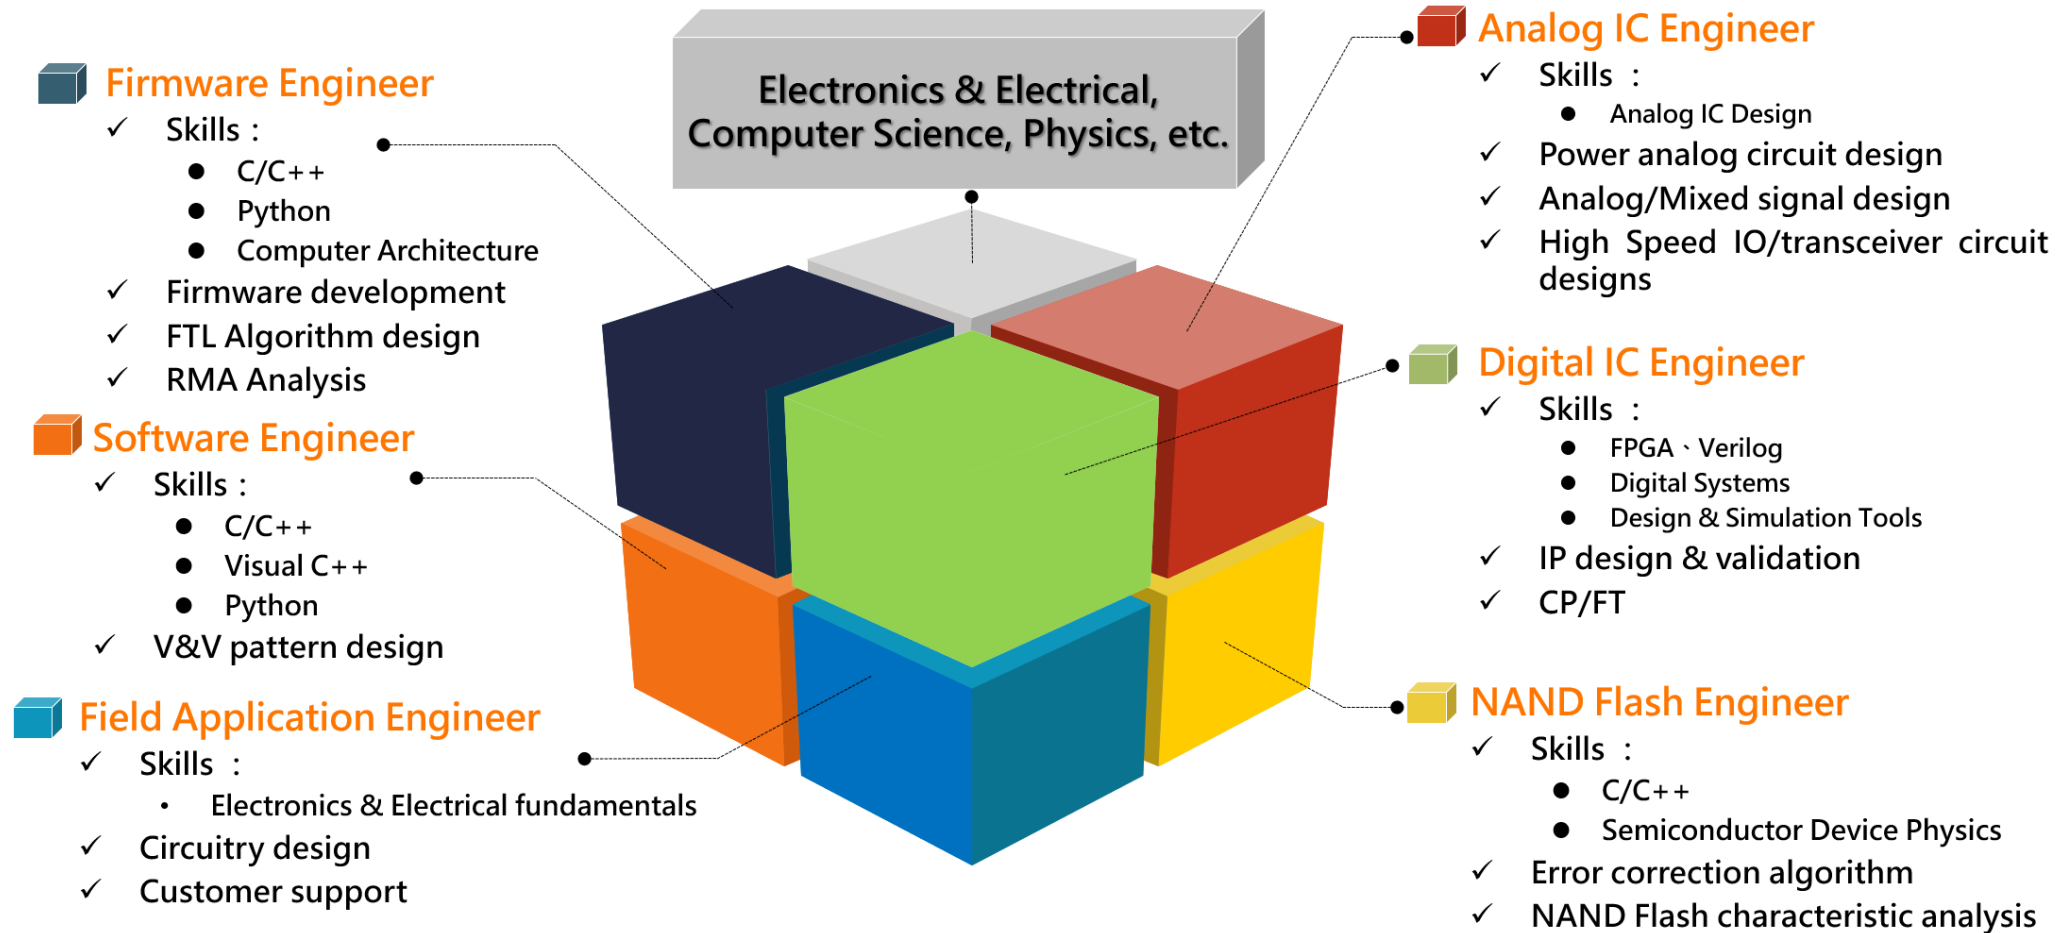 Electronics & Electrical,
Computer Science, Physics, etc.
Firmware Engineer
✓ Skills：
● C/C++
● Python
● Computer Architecture
✓ Firmware development
✓ FTL Algorithm design
✓ RMA Analysis
Software Engineer
✓ Skills：
● C/C++
● Visual C++
● Python
✓ V&V pattern design
Field Application Engineer
✓ Skills ：
• Electronics & Electrical fundamentals
✓ Circuitry design
✓ Customer support
Analog IC Engineer
✓ Skills ：
● Analog IC Design
✓ Power analog circuit design
✓ Analog/Mixed signal design
✓ High Speed IO/transceiver circuit
designs
Digital IC Engineer
✓ Skills ：
● FPGA、Verilog
● Digital Systems
● Design & Simulation Tools
✓ IP design & validation
✓ CP/FT
NAND Flash Engineer
✓ Skills ：
● C/C++
● Semiconductor Device Physics
✓ Error correction algorithm
✓ NAND Flash characteristic analysis